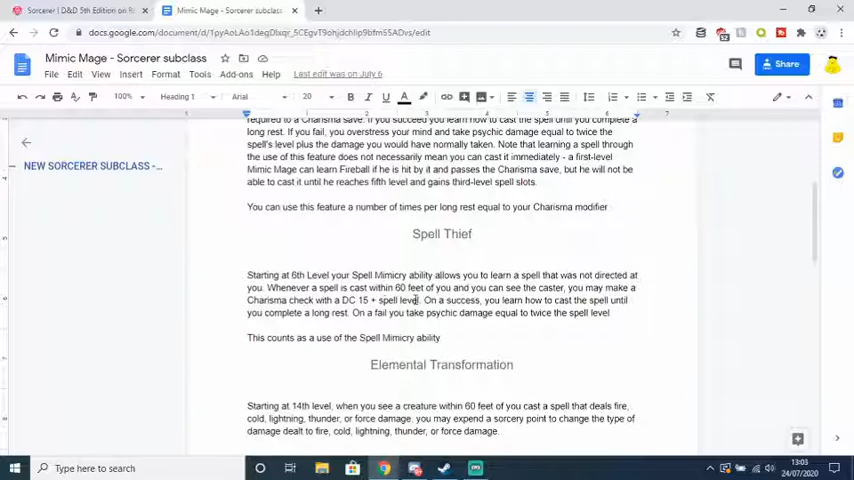 Sorcerer | D&D 5th Edition on R
Mimic Mage - Sorcerer subclass
docs.google.com/document/d/1pyAoLAo1degDlxqr_5CEvT9ohjdchlip9bfm55ADVs/edit
Mimic Mage - Sorcerer subclass
Share
File Edit View Insert Format Tools Add-ons Help Last edit was on July 6
100% Heading 1 Arial 20 B I U A
required to a Charisma save. If you succeed you learn how to cast the spell until you complete a
long rest. If you fail, you overstress your mind and take psychic damage equal to twice the
spell's level plus the damage you would have normally taken. Note that learning a spell through
the use of this feature does not necessarily mean you can cast it immediately - a first-level
NEW SORCERER SUBCLASS -...
Mimic Mage can learn Fireball if he is hit by it and passes the Charisma save, but he will not be
able to cast it until he reaches fifth level and gains third-level spell slots.
You can use this feature a number of times per long rest equal to your Charisma modifier
Spell Thief
Starting at 6th Level your Spell Mimicry ability allows you to learn a spell that was not directed at
you. Whenever a spell is cast within 60 feet of you and you can see the caster, you may make a
Charisma check with a DC 15 + spell level. On a success, you learn how to cast the spell until
you complete a long rest. On a fail you take psychic damage equal to twice the spell level
This counts as a use of the Spell Mimicry ability
Elemental Transformation
Starting at 14th level, when you see a creature within 60 feet of you cast a spell that deals fire,
cold, lightning, thunder, or force damage, you may expend a sorcery point to change the type of
damage dealt to fire, cold, lightning, thunder, or force damage.
Type here to search
13:03
24/07/2020